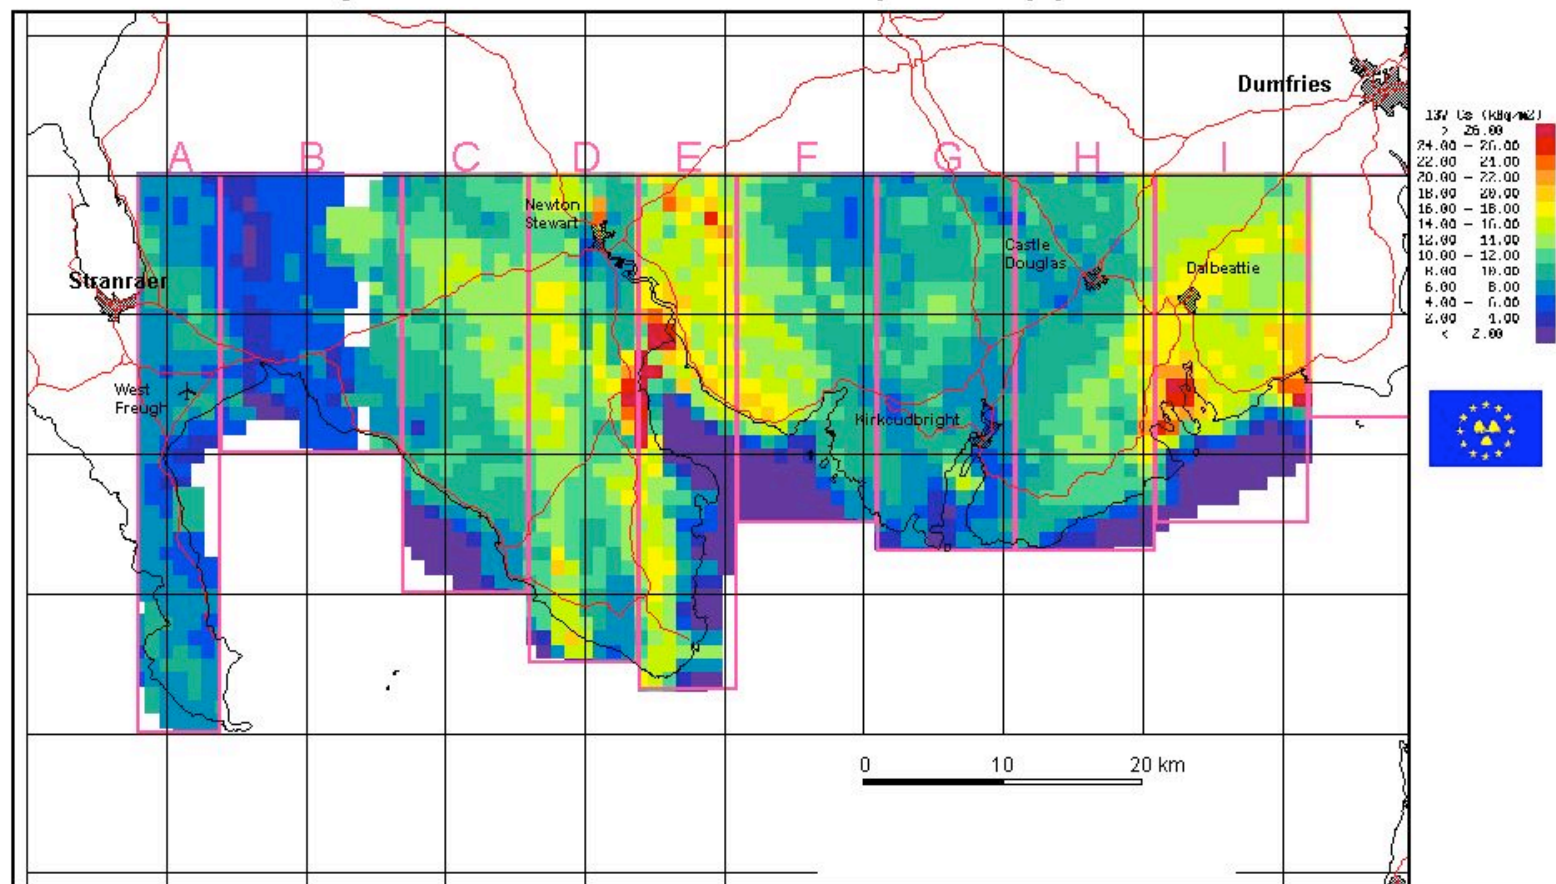 Dumfries
137 Cs (kBq/m2)
> 26.00
24.00 - 26.00
22.00 24.00
20.00 - 22.00
18.00 20.00
16.00 - 18.00
14.00 - 16.00
12.00 14.00
10.00 - 12.00
8.00 10.00
6.00 8.00
4.00 - 6.00
2.00 4.00
< 2.00
A B C D E F G H I
Newton
Stewart
Castle
Douglas
Dalbeattie
Stranraer
West
Freugh
Kirkcudbright
0 10 20 km